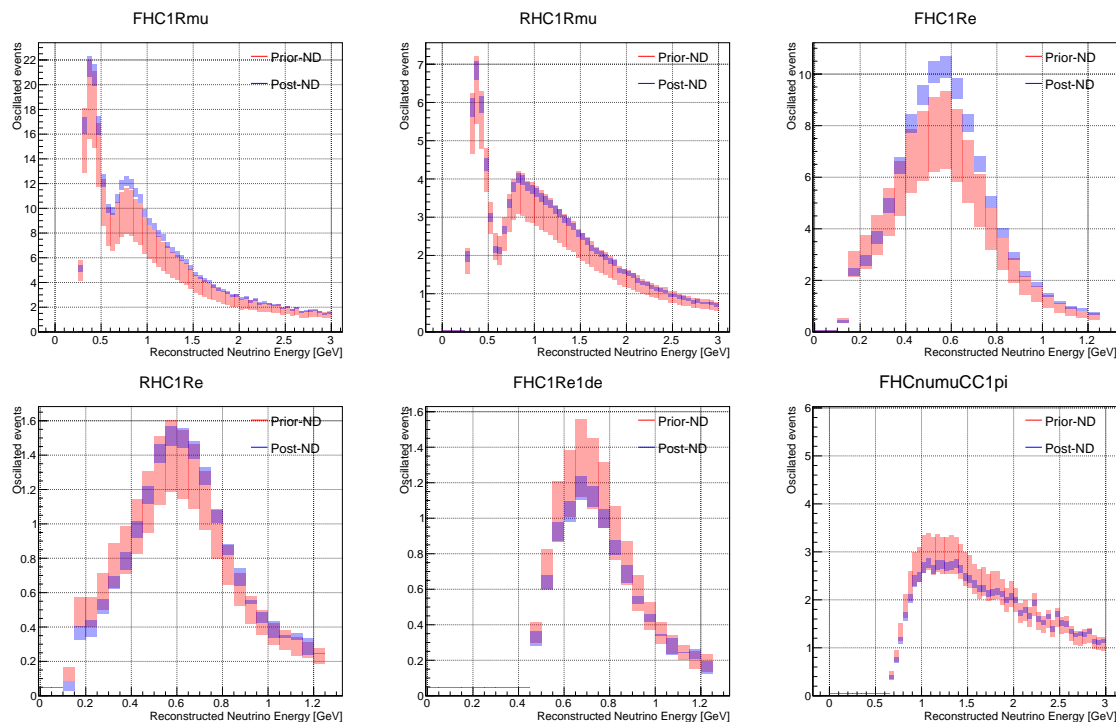 FHC1Rmu
Oscillated events
22
20
18
16
14
12
10
8
6
4
2
0
0 0.5 1 1.5 2 2.5 3
Reconstructed Neutrino Energy [GeV]
Prior-ND
Post-ND
RHC1Rmu
Oscillated events
7
6
5
4
3
2
1
0
0 0.5 1 1.5 2 2.5 3
Reconstructed Neutrino Energy [GeV]
Prior-ND
Post-ND
FHC1Re
Oscillated events
10
8
6
4
2
0
0 0.2 0.4 0.6 0.8 1.0 1.2
Reconstructed Neutrino Energy [GeV]
Prior-ND
Post-ND
RHC1Re
Oscillated events
1.6
1.4
1.2
1
0.8
0.6
0.4
0.2
0
0 0.2 0.4 0.6 0.8 1.0 1.2
Reconstructed Neutrino Energy [GeV]
Prior-ND
Post-ND
FHC1Re1de
Oscillated events
1.6
1.4
1.2
1
0.8
0.6
0.4
0.2
0
0 0.2 0.4 0.6 0.8 1.0 1.2
Reconstructed Neutrino Energy [GeV]
Prior-ND
Post-ND
FHCnumuCC1pi
Oscillated events
6
5
4
3
2
1
0
0 0.5 1 1.5 2 2.5 3
Reconstructed Neutrino Energy [GeV]
Prior-ND
Post-ND